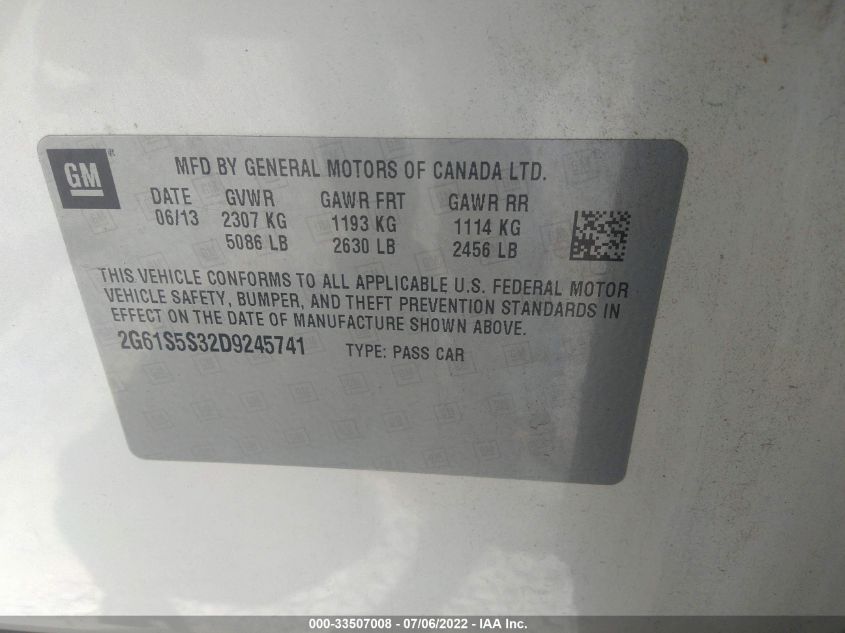 GM®
MFD BY GENERAL MOTORS OF CANADA LTD.
DATE GVWR GAWR FRT GAWR RR
06/13 2307 KG 1193 KG 1114 KG
5086 LB 2630 LB 2456 LB
THIS VEHICLE CONFORMS TO ALL APPLICABLE U.S. FEDERAL MOTOR
VEHICLE SAFETY, BUMPER, AND THEFT PREVENTION STANDARDS IN
EFFECT ON THE DATE OF MANUFACTURE SHOWN ABOVE.
2G61S5S32D9245741 TYPE: PASS CAR
000-33507008 - 07/06/2022 - IAA Inc.